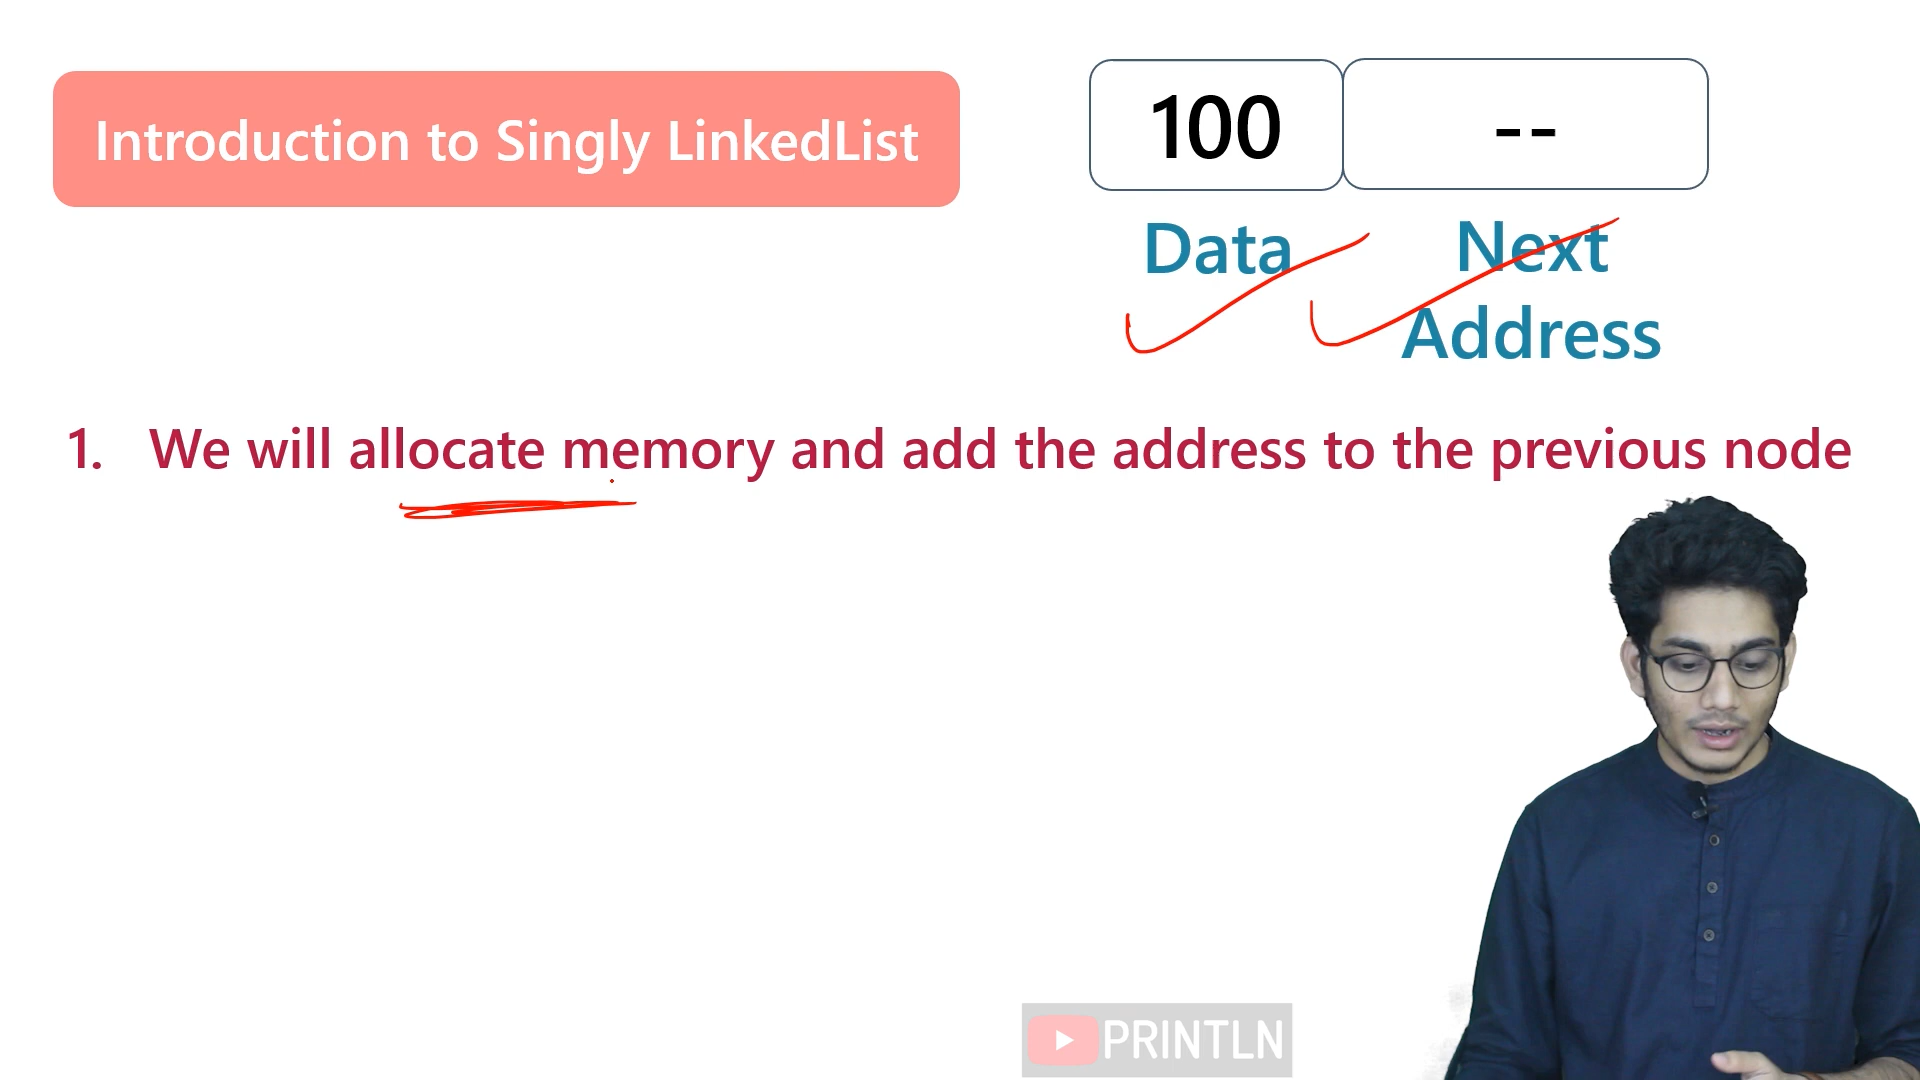 Introduction to Singly LinkedList
100 --
Data Next
Address
1. We will allocate memory and add the address to the previous node
PRINTLN